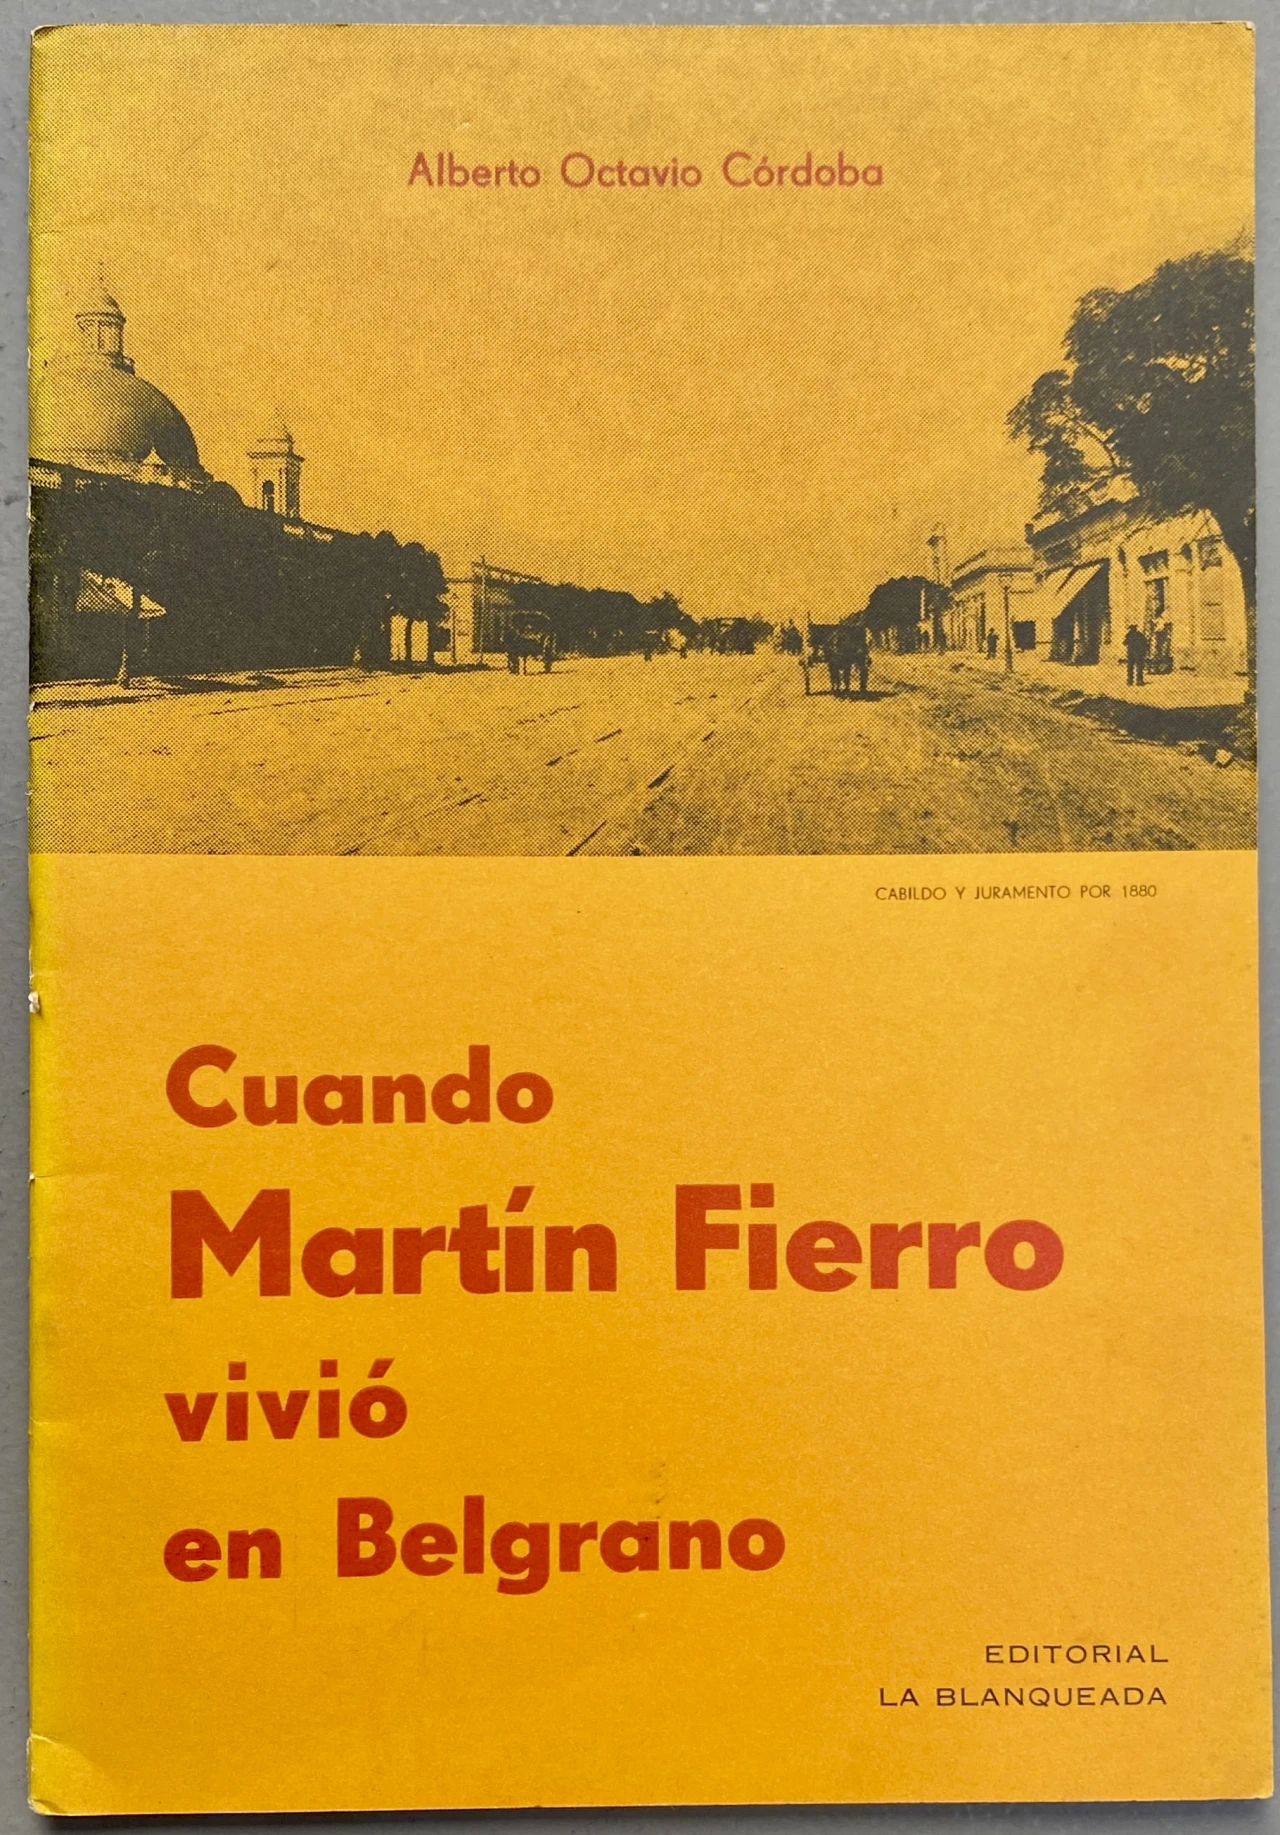 Alberto Octavio Córdoba
CABILDO Y JURAMENTO POR 1880
Cuando
Martín Fierro
vivió
en Belgrano
EDITORIAL
LA BLANQUEADA